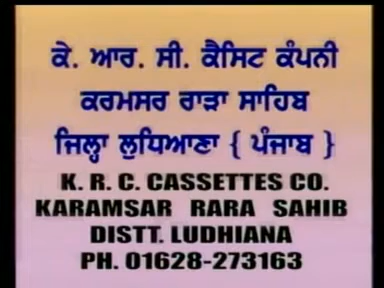 ਕੇ. ਆਰ. ਸੀ. ਕੈਸਿਟ ਕੰਪਨੀ
ਕਰਮਸਰ ਰਾੜਾ ਸਾਹਿਬ
ਜਿਲ੍ਹਾ ਲੁਧਿਆਣਾ { ਪੰਜਾਬ }
K. R. C. CASSETTES CO.
KARAMSAR RARA SAHIB
DISTT. LUDHIANA
PH. 01628-273163